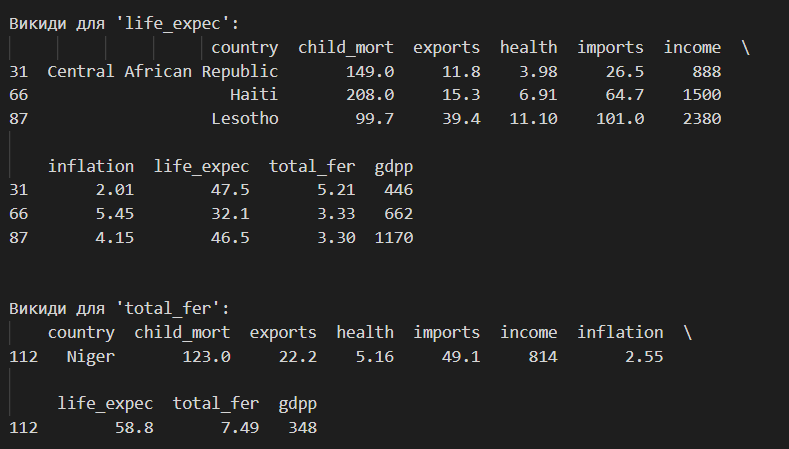 Викиди для 'life_expec':
country child_mort exports health imports income \
31 Central African Republic 149.0 11.8 3.98 26.5 888
66 Haiti 208.0 15.3 6.91 64.7 1500
87 Lesotho 99.7 39.4 11.10 101.0 2380
inflation life_expec total_fer gdpp
31 2.01 47.5 5.21 446
66 5.45 32.1 3.33 662
87 4.15 46.5 3.30 1170
Викиди для 'total_fer':
country child_mort exports health imports income inflation \
112 Niger 123.0 22.2 5.16 49.1 814 2.55
life_expec total_fer gdpp
112 58.8 7.49 348